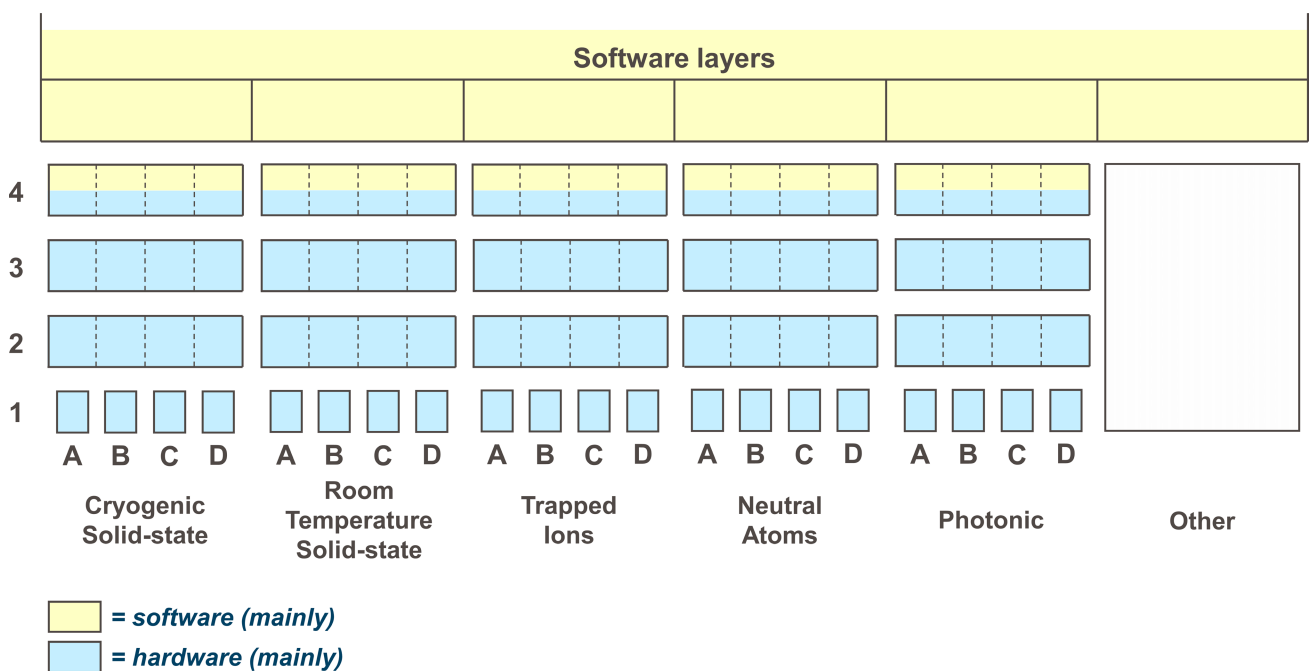 Software layers
4
3
2
1
A B C D A B C D A B C D A B C D A B C D
Cryogenic
Solid-state
Room
Temperature
Solid-state
Trapped
Ions
Neutral
Atoms
Photonic
Other
= software (mainly)
= hardware (mainly)